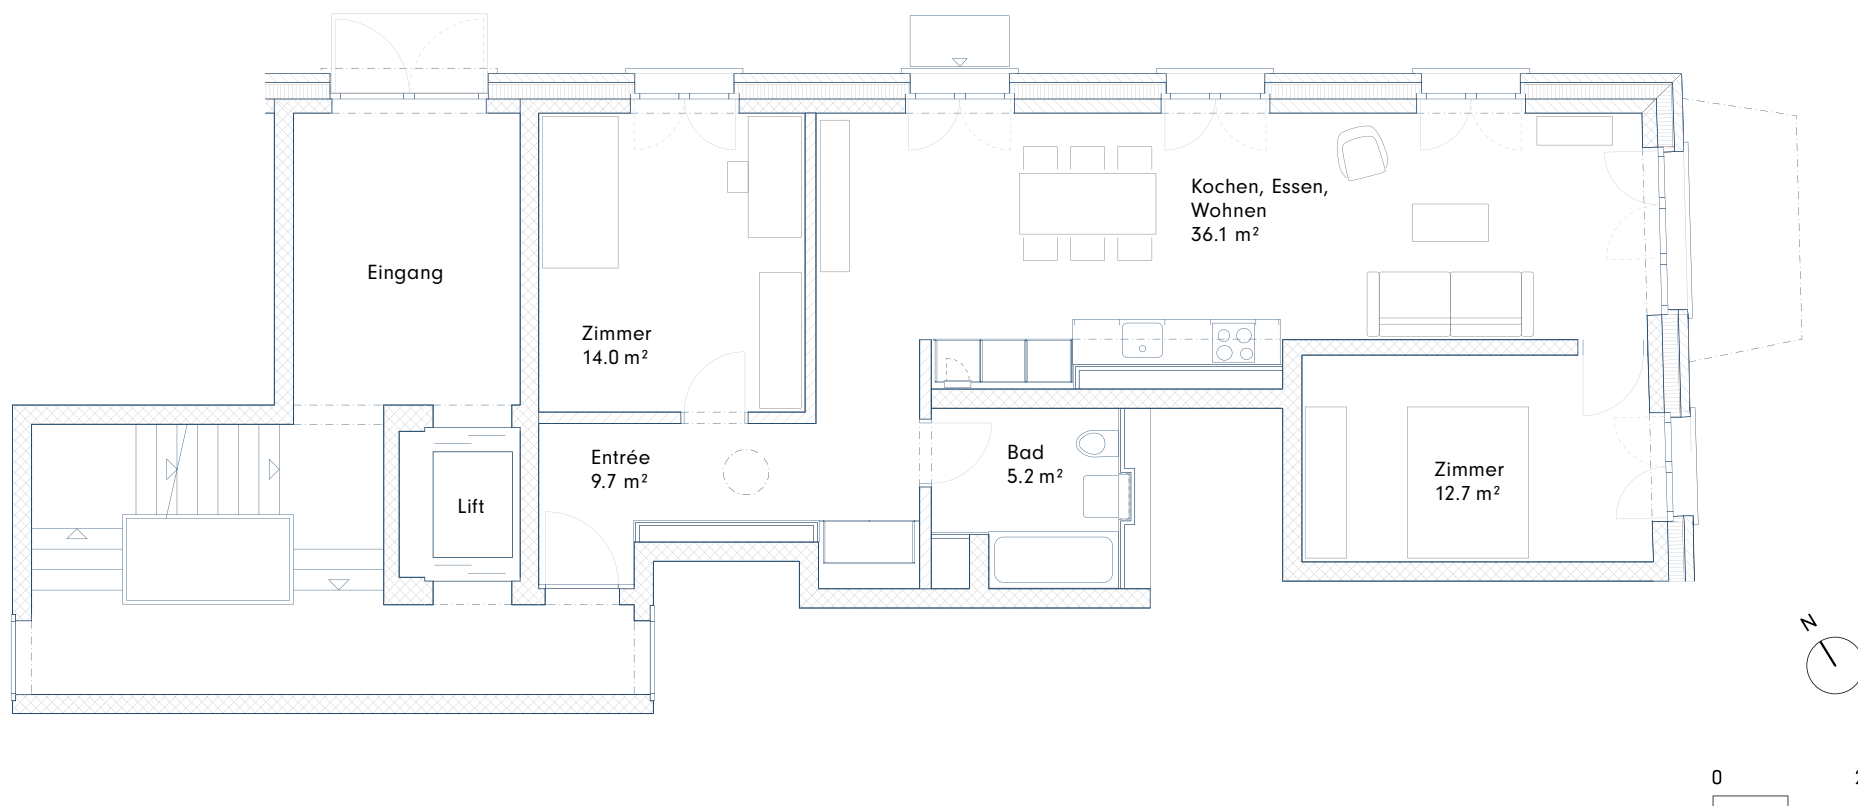 Eingang
Zimmer
14.0 m²
Kochen, Essen,
Wohnen
36.1 m²
Entrée
9.7 m²
Lift
Bad
5.2 m²
Zimmer
12.7 m²
N
0